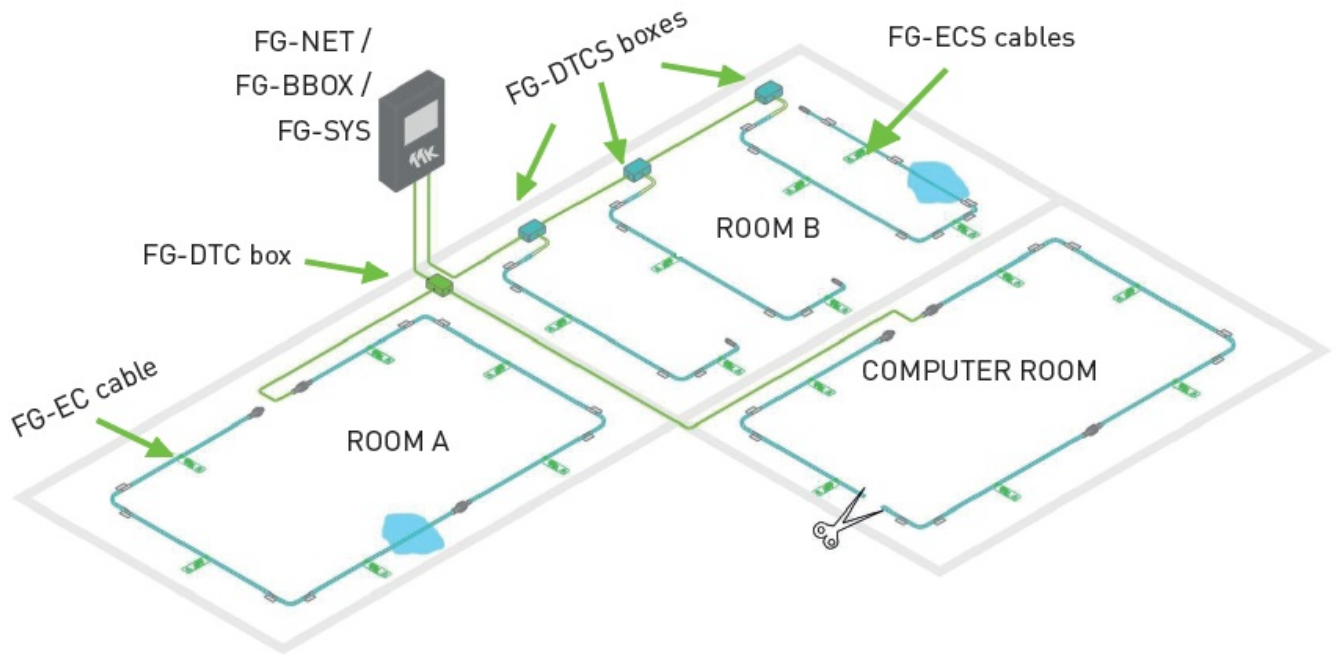 FG-NET /
FG-BBOX /
FG-SYS
FG-DTCS boxes
FG-ECS cables
FG-DTC box
ROOM B
FG-EC cable
ROOM A
COMPUTER ROOM
TTK